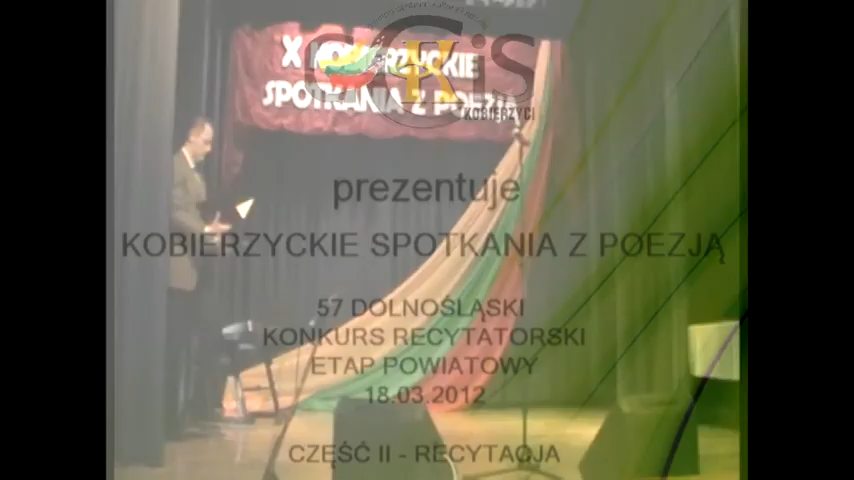 X KOBIERZYCKIE
SPOTKANIA Z POEZJĄ
KOBIERZYCE
prezentuje
KOBIERZYCKIE SPOTKANIA Z POEZJĄ
57 DOLNOŚLĄSKI
KONKURS RECYTATORSKI
ETAP POWIATOWY
18.03.2012
CZĘŚĆ II - RECYTACJA